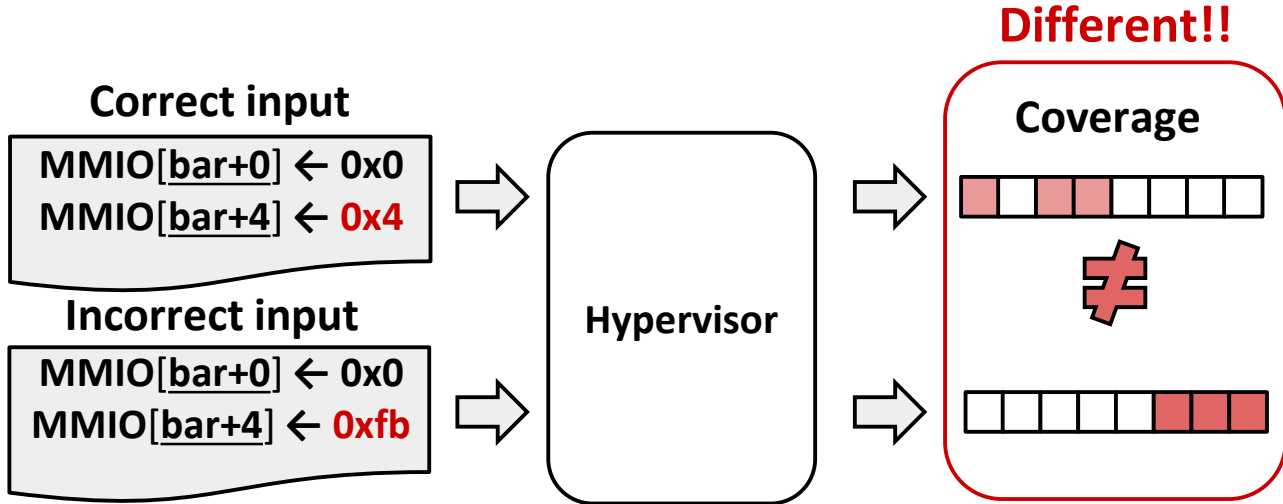 Different!!
Correct input
MMIO[bar+0] ← 0x0
MMIO[bar+4] ← 0x4
Incorrect input
MMIO[bar+0] ← 0x0
MMIO[bar+4] ← 0xfb
Hypervisor
Coverage
≠